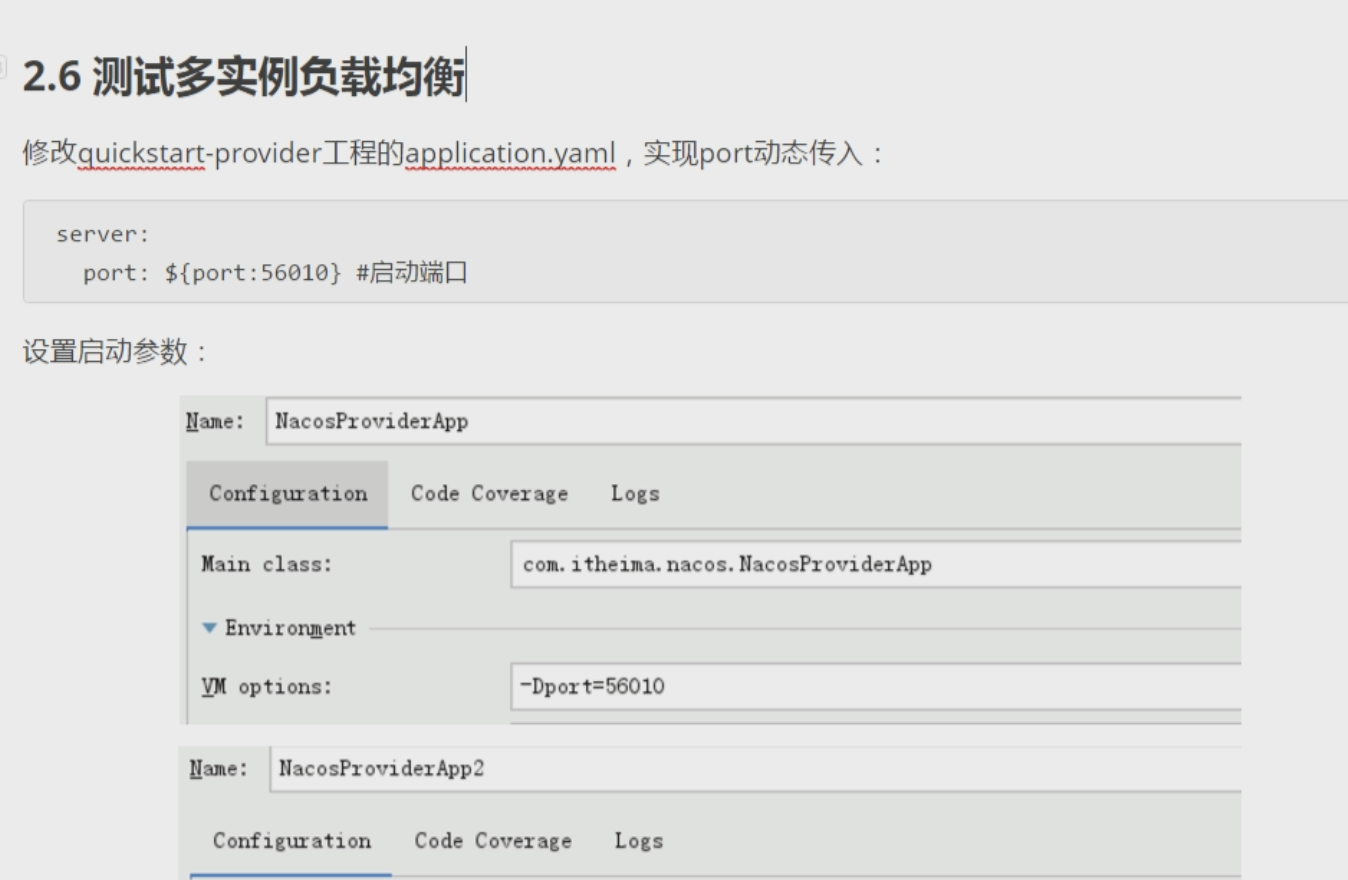 2.6 测试多实例负载均衡
修改quickstart-provider工程的application.yaml，实现port动态传入：
server:
port: ${port:56010} #启动端口
设置启动参数：
Name: NacosProviderApp
Configuration Code Coverage Logs
Main class: com.itheima.nacos.NacosProviderApp
Environment
VM options: -Dport=56010
Name: NacosProviderApp2
Configuration Code Coverage Logs